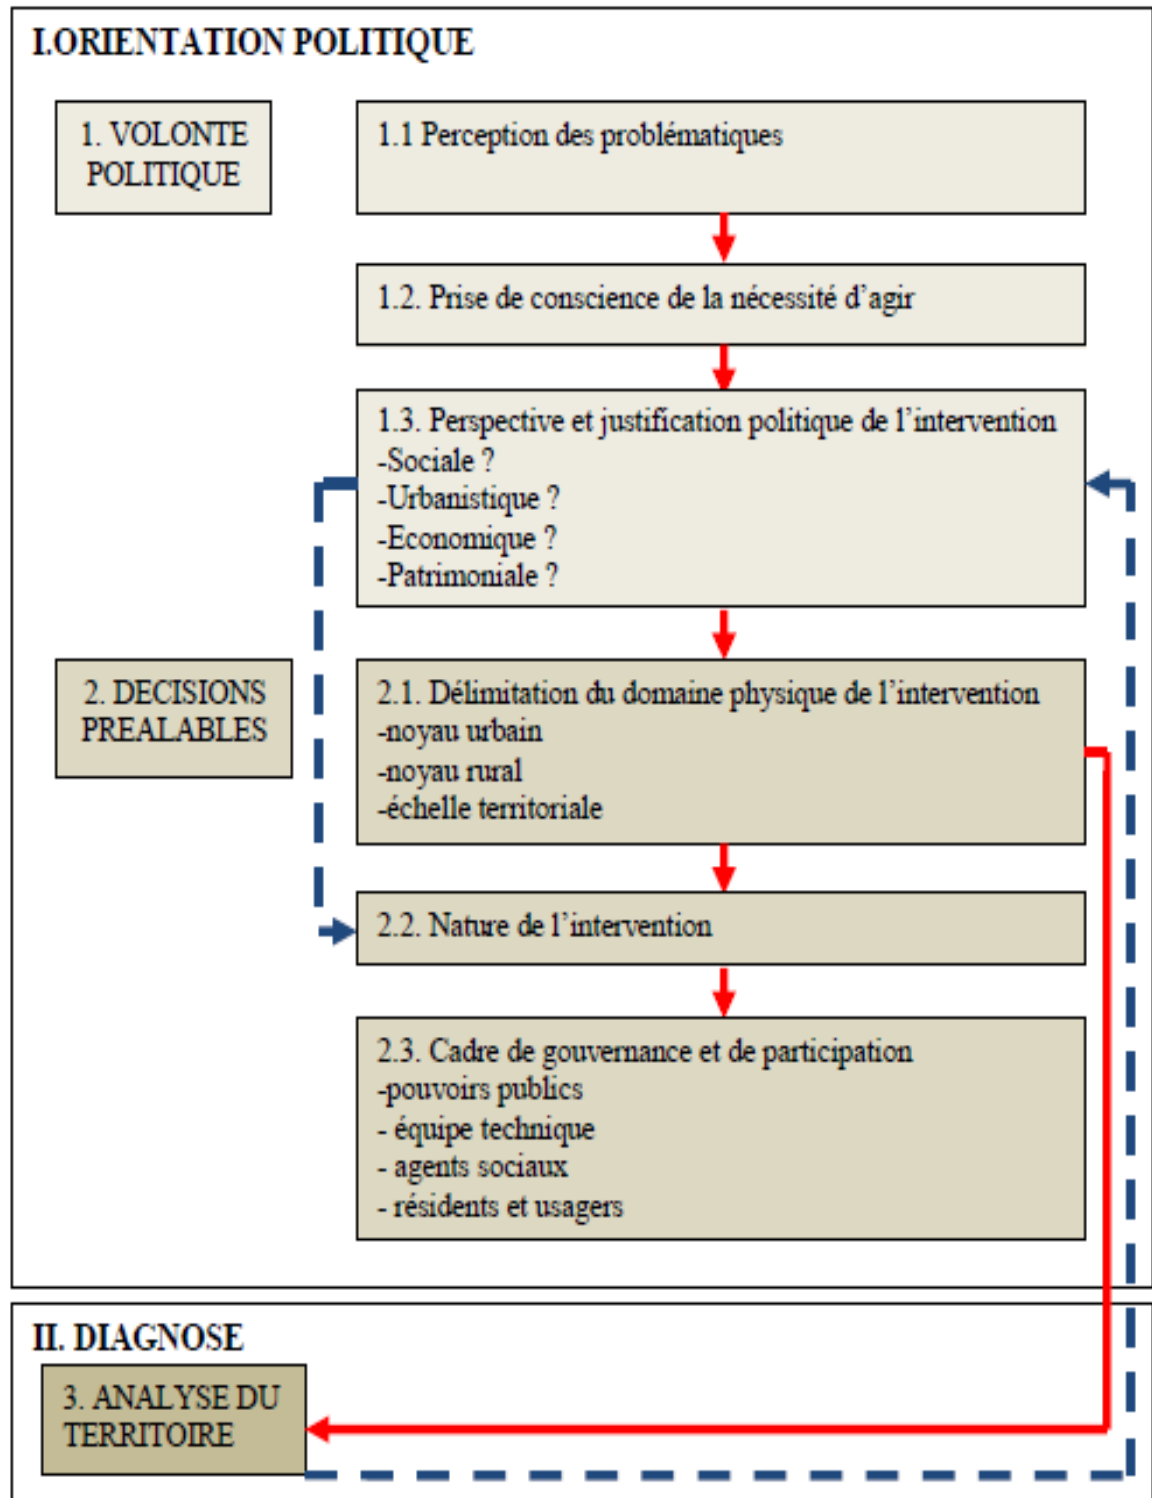 I.ORIENTATION POLITIQUE
1. VOLONTE
POLITIQUE
1.1 Perception des problématiques
1.2. Prise de conscience de la nécessité d’agir
1.3. Perspective et justification politique de l’intervention
-Sociale ?
-Urbanistique ?
-Economique ?
-Patrimoniale ?
2. DECISIONS
PREALABLES
2.1. Délimitation du domaine physique de l’intervention
-noyau urbain
-noyau rural
-échelle territoriale
2.2. Nature de l’intervention
2.3. Cadre de gouvernance et de participation
-pouvoirs publics
- équipe technique
- agents sociaux
- résidents et usagers
II. DIAGNOSE
3. ANALYSE DU
TERRITOIRE